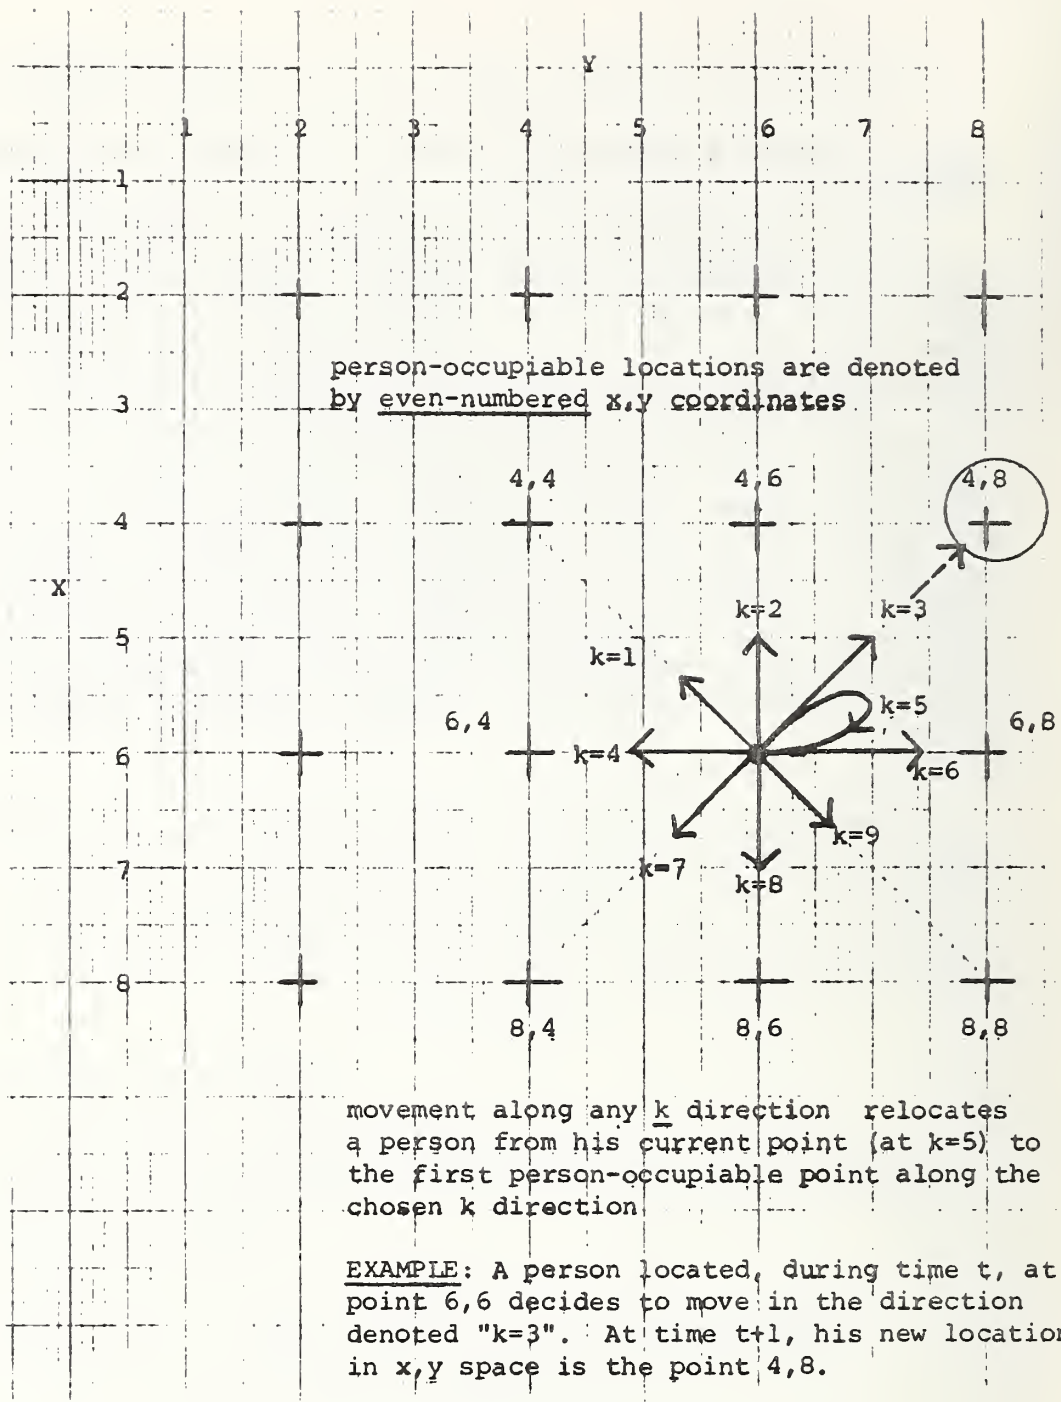 Y
1 2 3 4 5 6 7 8
1
2
person-occupiable locations are denoted
by even-numbered x,y coordinates
3
4,4 4,6 4,8
4
X
k=2 k=3
5
k=1
k=5
6,4 6,8
6
k=4
k=6
k=9
7
k=7
k=8
8
8,4 8,6 8,8
movement along any k direction relocates
a person from his current point (at k=5) to
the first person-occupiable point along the
chosen k direction
EXAMPLE: A person located, during time t, at
point 6,6 decides to move in the direction
denoted "k=3". At time t+1, his new location
in x,y space is the point 4,8.